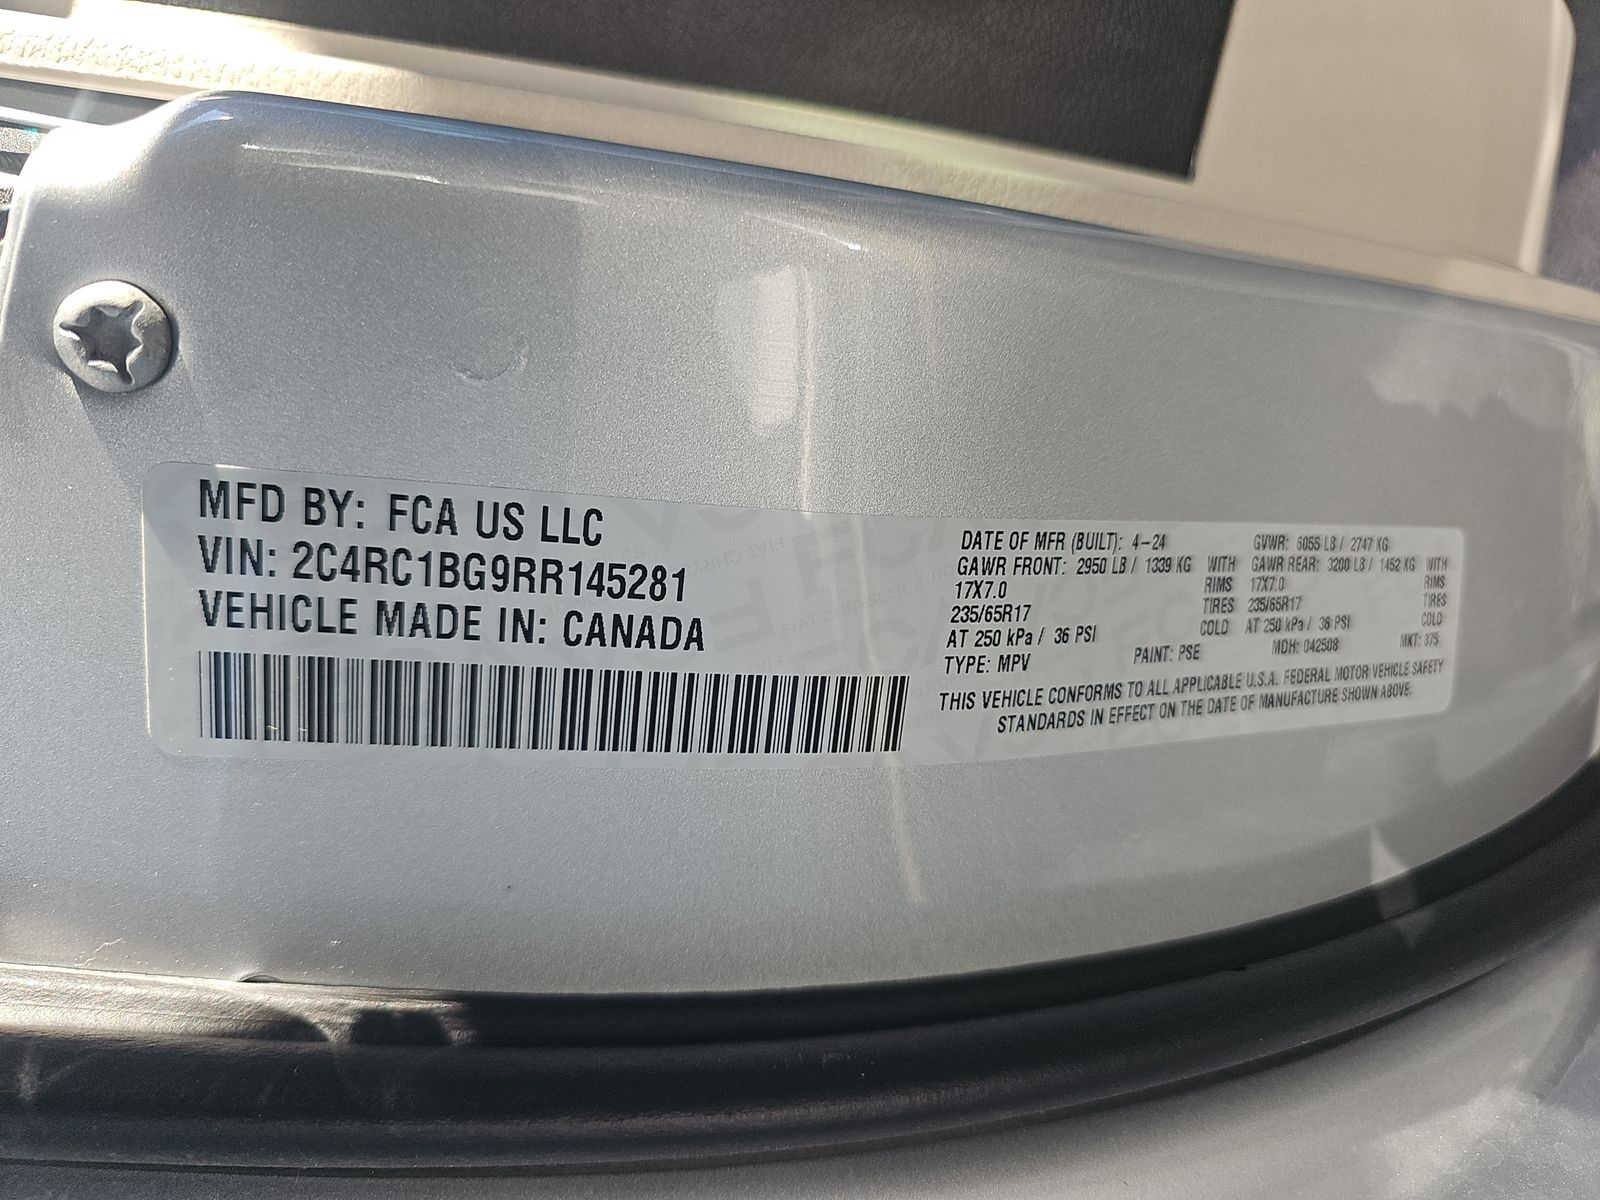 MFD BY: FCA US LLC
VIN: 2C4RC1BG9RR145281
VEHICLE MADE IN: CANADA
DATE OF MFR (BUILT): 4-24 GVWR: 6055 LB / 2747 KG
GAWR FRONT: 2950 LB / 1339 KG WITH GAWR REAR: 3200 LB / 1452 KG WITH
17X7.0 RIMS 17X7.0 RIMS
235/65R17 TIRES 235/65R17 TIRES
AT 250 kPa / 36 PSI COLD AT 250 kPa / 36 PSI COLD
TYPE: MPV PAINT: PSE MDH: 042508 MKT: 875
THIS VEHICLE CONFORMS TO ALL APPLICABLE U.S.A. FEDERAL MOTOR VEHICLE SAFETY
STANDARDS IN EFFECT ON THE DATE OF MANUFACTURE SHOWN ABOVE.